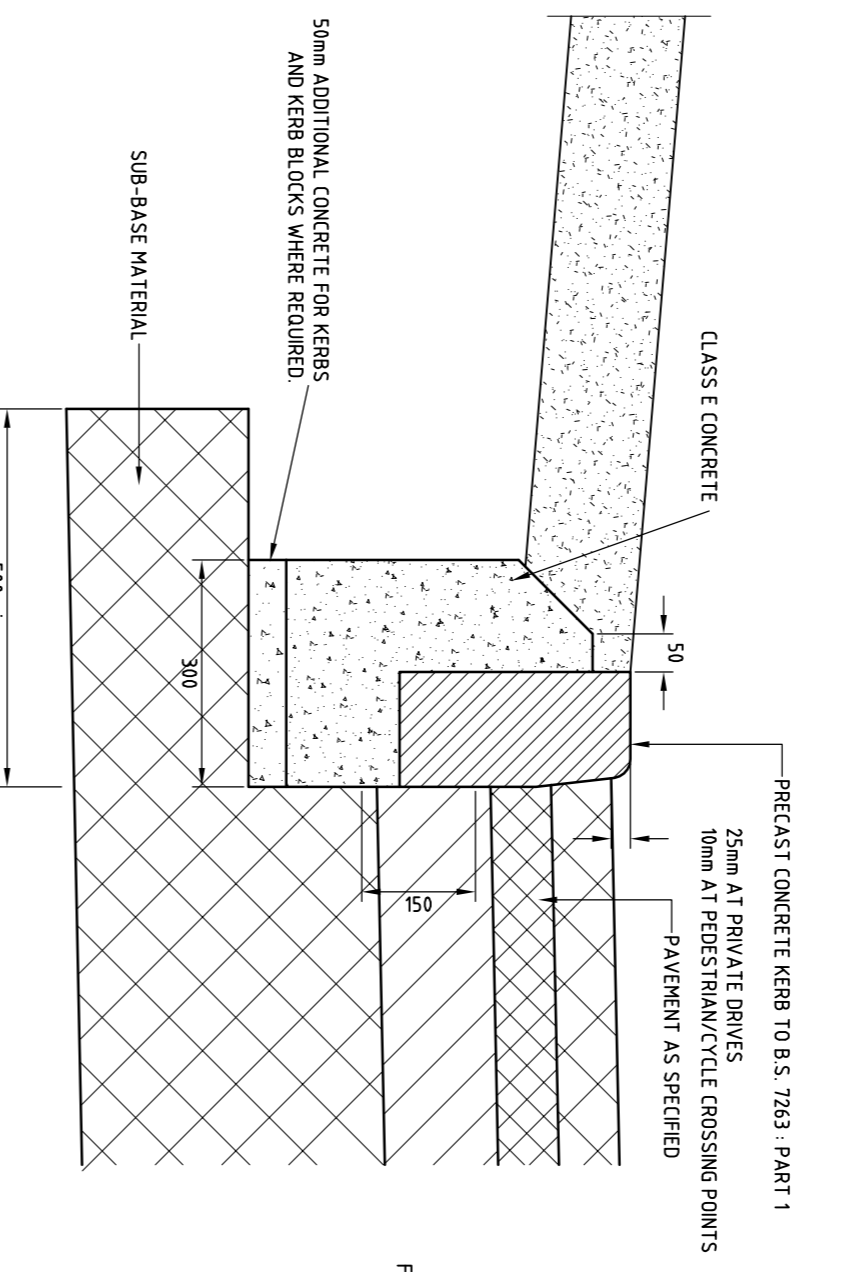 PRECAST CONCRETE KERB TO B.S. 7263 : PART 1
25mm AT PRIVATE DRIVES
10mm AT PEDESTRIAN/CYCLE CROSSING POINTS
CLASS E CONCRETE
PAVEMENT AS SPECIFIED
50
150
50mm ADDITIONAL CONCRETE FOR KERBS
AND KERB BLOCKS WHERE REQUIRED.
300
SUB-BASE MATERIAL